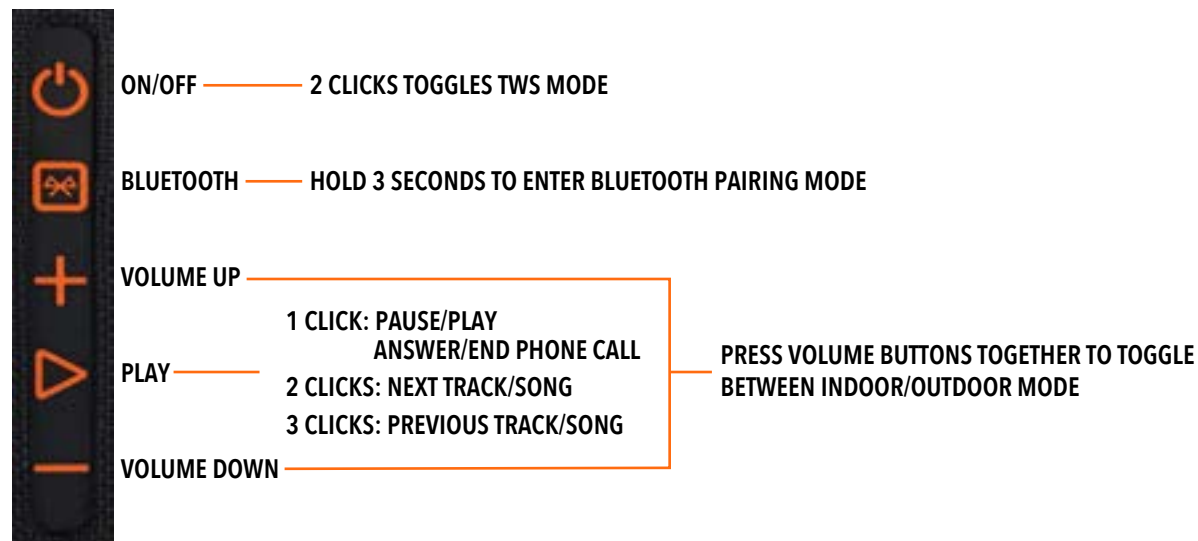 ON/OFF
2 CLICKS TOGGLES TWS MODE
BLUETOOTH
HOLD 3 SECONDS TO ENTER BLUETOOTH PAIRING MODE
VOLUME UP
1 CLICK: PAUSE/PLAY
ANSWER/END PHONE CALL
PLAY
2 CLICKS: NEXT TRACK/SONG
3 CLICKS: PREVIOUS TRACK/SONG
VOLUME DOWN
PRESS VOLUME BUTTONS TOGETHER TO TOGGLE
BETWEEN INDOOR/OUTDOOR MODE